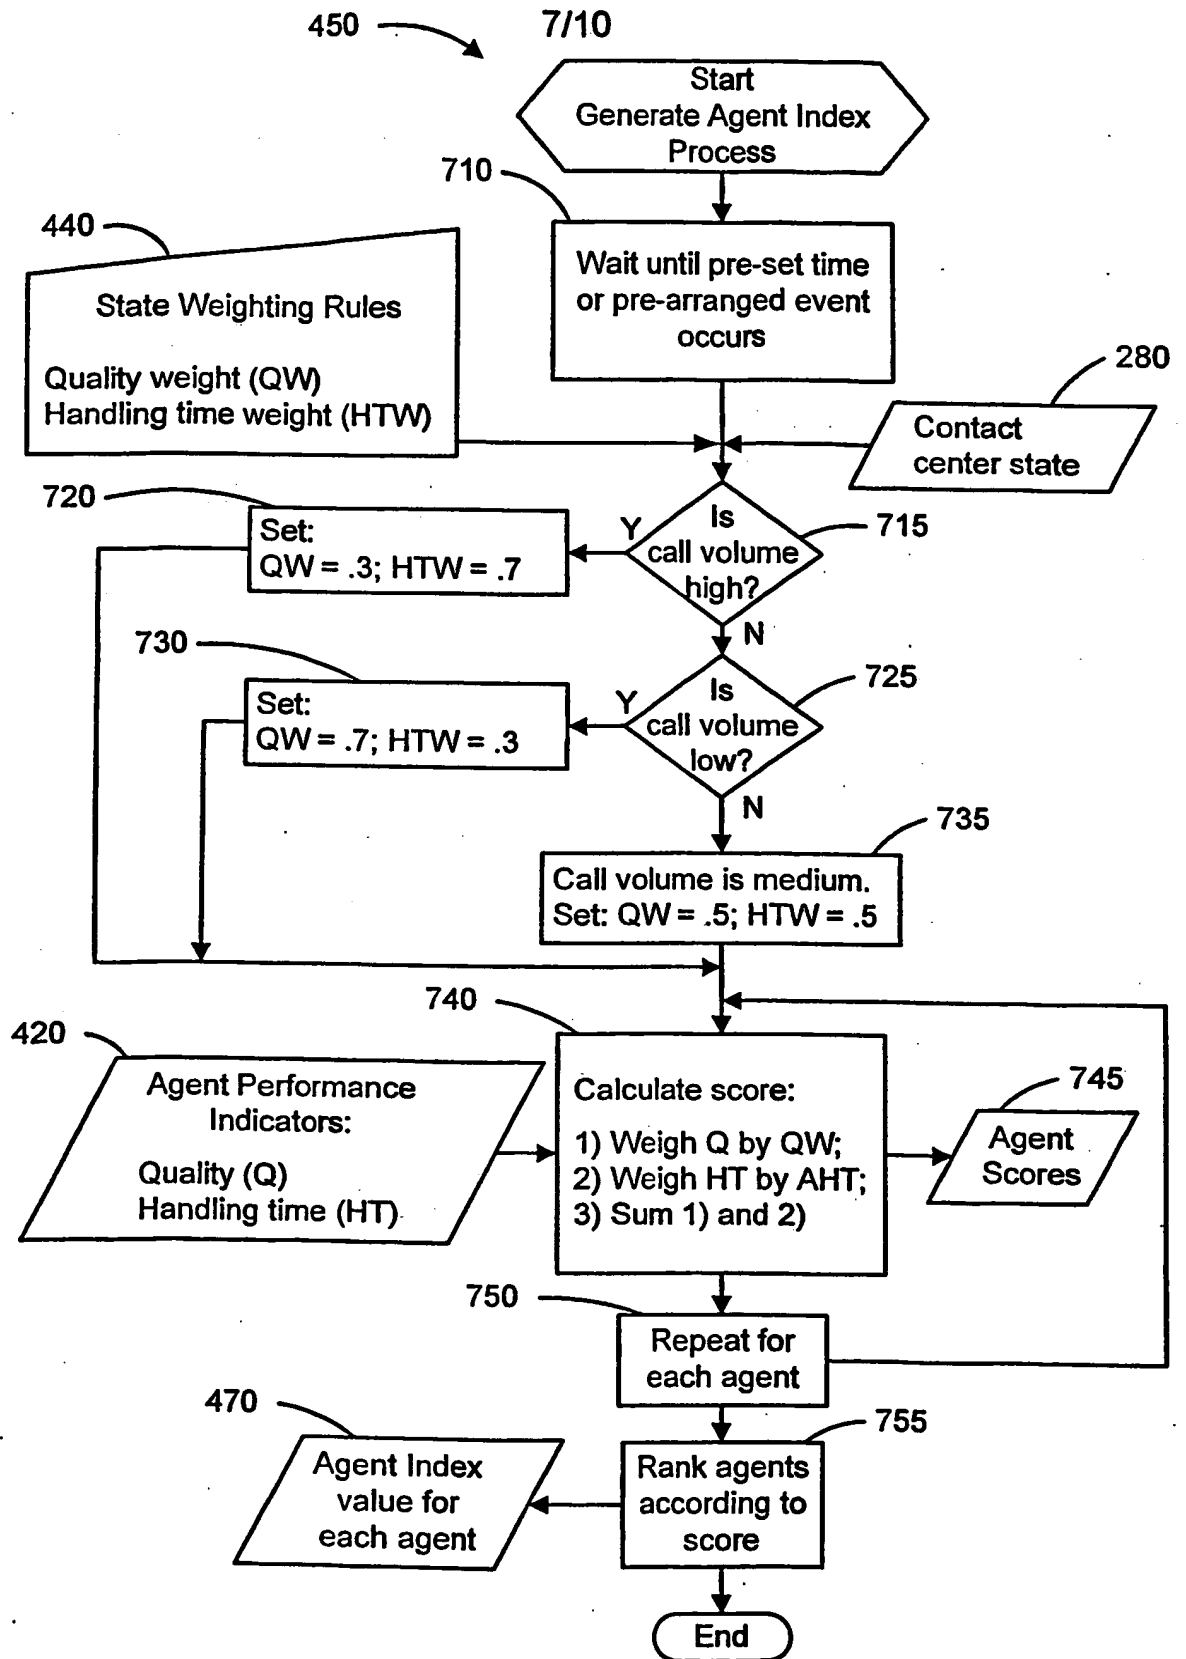 450
7/10
Start
Generate Agent Index
Process
710
440
Wait until pre-set time
or pre-arranged event
occurs
State Weighting Rules
Quality weight (QW)
Handling time weight (HTW)
280
Contact
center state
720
Set:
QW = .3; HTW = .7
Y
Is
call volume
high?
715
N
730
Set:
QW = .7; HTW = .3
Y
Is
call volume
low?
725
N
735
Call volume is medium.
Set: QW = .5; HTW = .5
740
420
Agent Performance
Indicators:
Quality (Q)
Handling time (HT)
Calculate score:
1) Weigh Q by QW;
2) Weigh HT by AHT;
3) Sum 1) and 2)
745
Agent
Scores
750
Repeat for
each agent
470
Agent Index
value for
each agent
755
Rank agents
according to
score
End